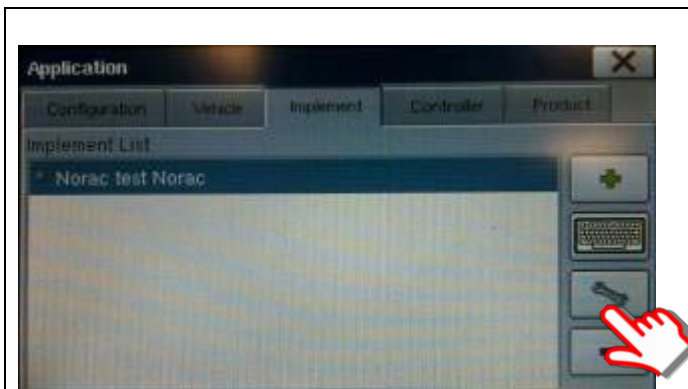 Application
Configuration Vehicle Implement Controller Product
Implement List
* Norac test Norac